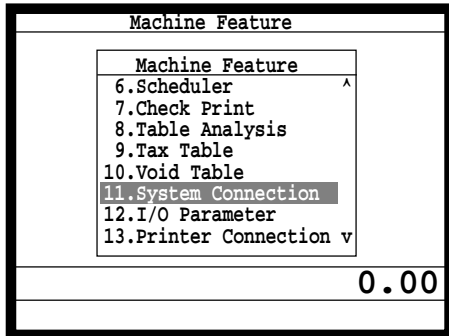 Machine Feature
Machine Feature
6.Scheduler ^
7.Check Print
8.Table Analysis
9.Tax Table
10.Void Table
11.System Connection
12.I/O Parameter
13.Printer Connection v
0.00